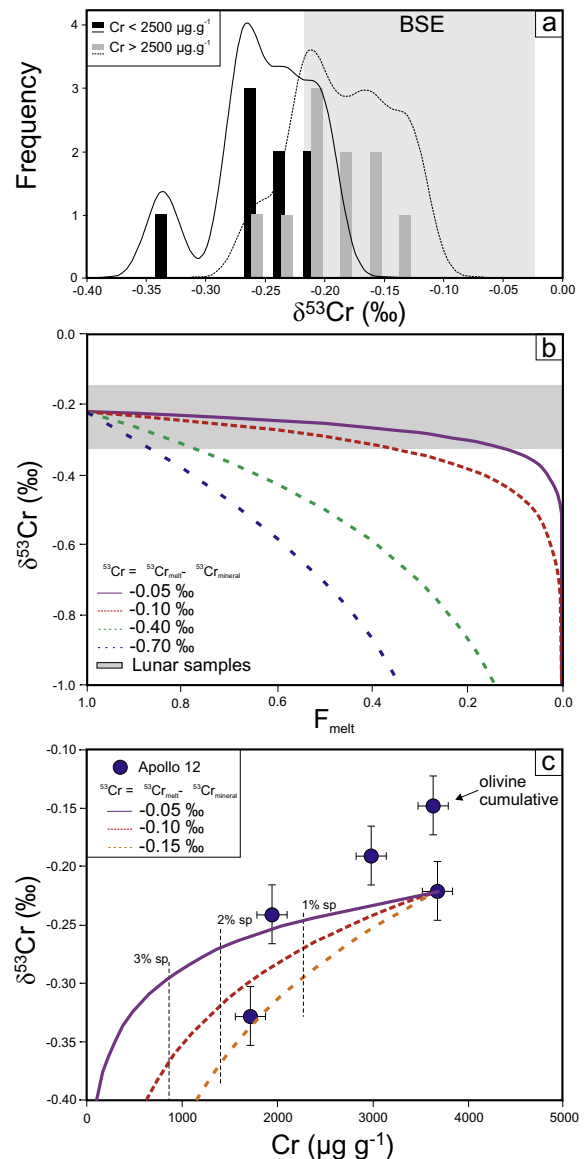 a
BSE
Cr < 2500 µg.g⁻¹
Cr > 2500 µg.g⁻¹
Frequency
4
3
2
1
0
-0.40 -0.35 -0.30 -0.25 -0.20 -0.15 -0.10 -0.05 0.00
δ⁵³Cr (‰)
b
0.0
-0.2
-0.4
-0.6
-0.8
-1.0
δ⁵³Cr (‰)
⁵³Cr = ⁵³Cr_melt- ⁵³Cr_mineral
-0.05 ‰
-0.10 ‰
-0.40 ‰
-0.70 ‰
Lunar samples
1.0 0.8 0.6 0.4 0.2 0.0
F_melt
c
-0.10
-0.15
-0.20
-0.25
-0.30
-0.35
-0.40
δ⁵³Cr (‰)
Apollo 12
⁵³Cr = ⁵³Cr_melt- ⁵³Cr_mineral
-0.05 ‰
-0.10 ‰
-0.15 ‰
olivine
cumulative
1% sp
2% sp
3% sp
0 1000 2000 3000 4000 5000
Cr (µg g⁻¹)